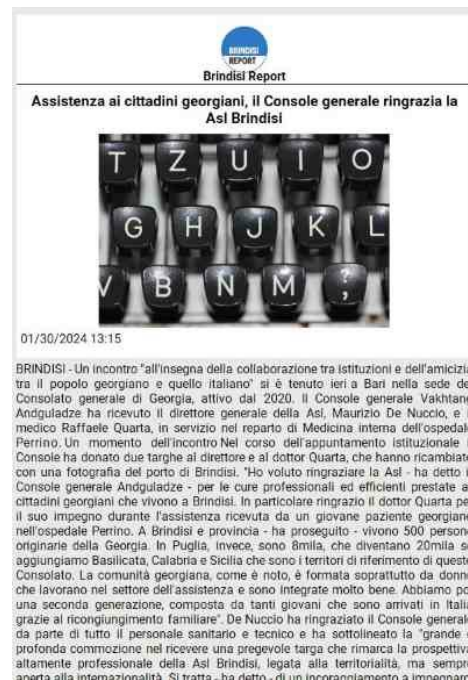 BRINDISI
REPORT
Brindisi Report
Assistenza ai cittadini georgiani, il Console generale ringrazia la
Asl Brindisi
T Z U I O
G H J K L
V B N M ; ?
01/30/2024 13:15
BRINDISI - Un incontro "all'insegna della collaborazione tra istituzioni e dell'amicizia
tra il popolo georgiano e quello italiano" si è tenuto ieri a Bari nella sede de
Consolato generale di Georgia, attivo dal 2020. Il Console generale Vakhtang
Anduladze ha ricevuto il direttore generale della Asl, Maurizio De Nuccio, e i
medico Raffaele Quarta, in servizio nel reparto di Medicina interna dell'ospedale
Perrino. Un momento dell'incontro Nel corso dell'appuntamento istituzionale i
Console ha donato due targhe al direttore e al dottor Quarta, che hanno ricambiato
con una fotografia del porto di Brindisi. "Ho voluto ringraziare la Asl - ha detto i
Console generale Andguladze - per le cure professionali ed efficienti prestate a
cittadini georgiani che vivono a Brindisi. In particolare ringrazio il dottor Quarta pe
il suo impegno durante l'assistenza ricevuta da un giovane paziente georgiano
nell'ospedale Perrino. A Brindisi e provincia - ha proseguito - vivono 500 persone
originarie della Georgia. In Puglia, invece, sono 8mila, che diventano 20mila se
aggiungiamo Basilicata, Calabria e Sicilia che sono i territori di riferimento di questo
Consolato. La comunità georgiana, come è noto, è formata soprattutto da donne
che lavorano nel settore dell'assistenza e sono integrate molto bene. Abbiamo po
una seconda generazione, composta da tanti giovani che sono arrivati in Italia
grazie al ricongiungimento familiare". De Nuccio ha ringraziato il Console generale
da parte di tutto il personale sanitario e tecnico e ha sottolineato la "grande e
profonda commozione nel ricevere una pregevole targa che rimarca la prospettiva
altamente professionale della Asl Brindisi, legata alla territorialità, ma sempre
aperta alla internazionalità. Si tratta - ha detto - di un incoraggiamento a impegnare